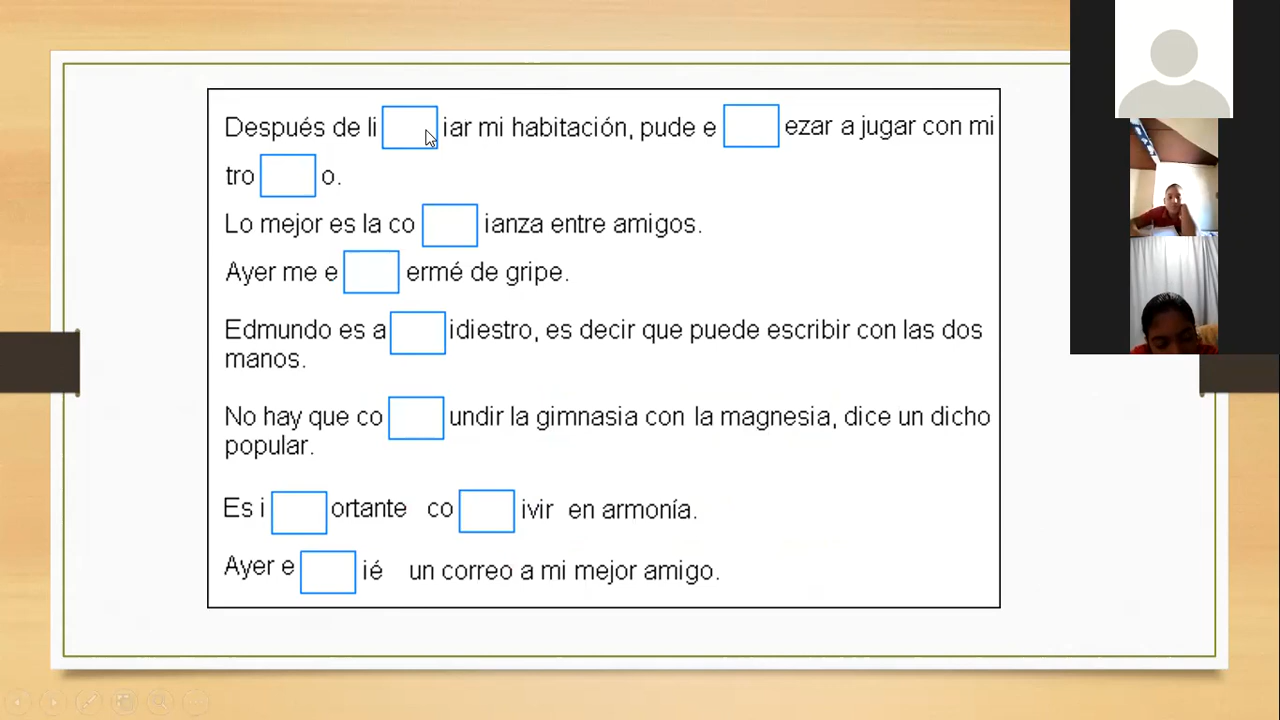 Después de li iar mi habitación, pude e ezar a jugar con mi
tro o.
Lo mejor es la co ianza entre amigos.
Ayer me e ermé de gripe.
Edmundo es a idiestro, es decir que puede escribir con las dos
manos.
No hay que co undir la gimnasia con la magnesia, dice un dicho
popular.
Es i ortante co ivir en armonía.
Ayer e ié un correo a mi mejor amigo.